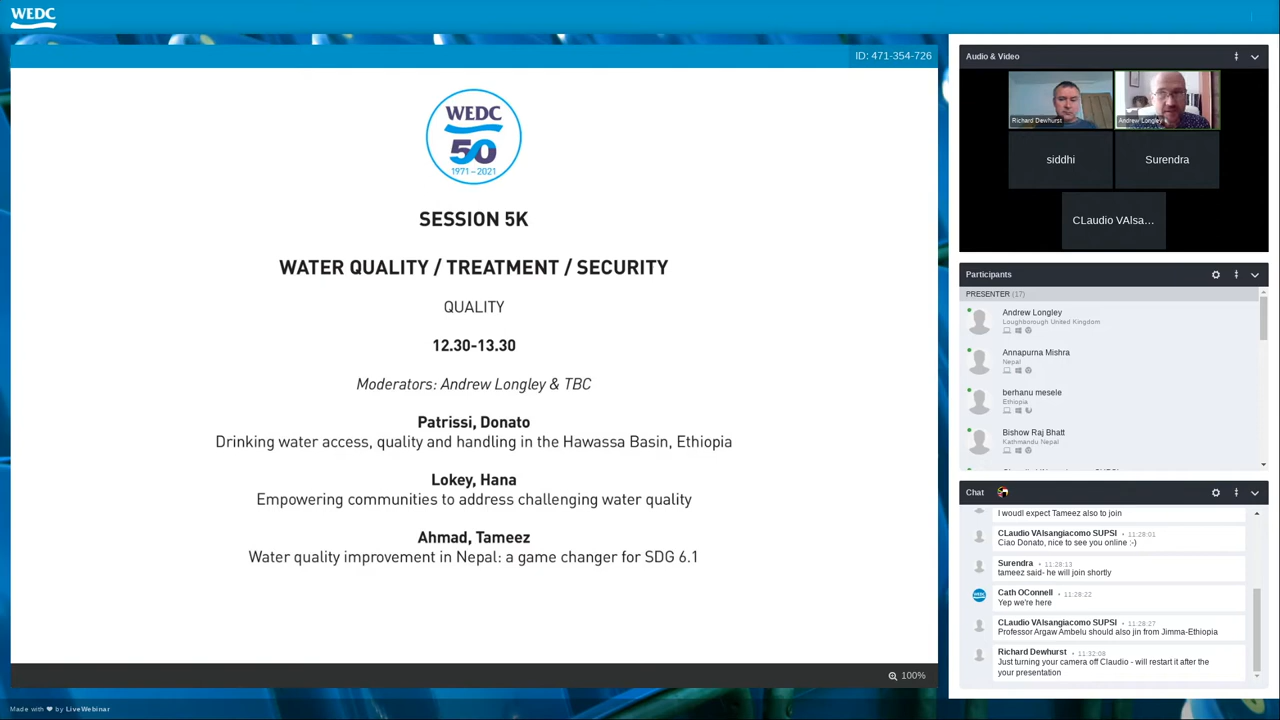 WEDC
ID: 471-354-726
WEDC
50
1971–2021
SESSION 5K
WATER QUALITY / TREATMENT / SECURITY
QUALITY
12.30-13.30
Moderators: Andrew Longley & TBC
Patrissi, Donato
Drinking water access, quality and handling in the Hawassa Basin, Ethiopia
Lokey, Hana
Empowering communities to address challenging water quality
Ahmad, Tameez
Water quality improvement in Nepal: a game changer for SDG 6.1
100%
Made with ❤ by LiveWebinar
Audio & Video
Richard Dewhurst
Andrew Longley
siddhi
Surendra
CLaudio VAlsa...
Participants
PRESENTER (17)
Andrew Longley
Loughborough United Kingdom
Annapurna Mishra
Nepal
berhanu mesele
Ethiopia
Bishow Raj Bhatt
Kathmandu Nepal
Chat
I woudl expect Tameez also to join
CLaudio VAlsangiacomo SUPSI • 11:28:01
Ciao Donato, nice to see you online :-)
Surendra • 11:28:13
tameez said- he will join shortly
WEDC
Cath OConnell • 11:28:22
Yep we're here
CLaudio VAlsangiacomo SUPSI • 11:28:27
Professor Argaw Ambelu should also jin from Jimma-Ethiopia
Richard Dewhurst • 11:32:08
Just turning your camera off Claudio - will restart it after the
your presentation